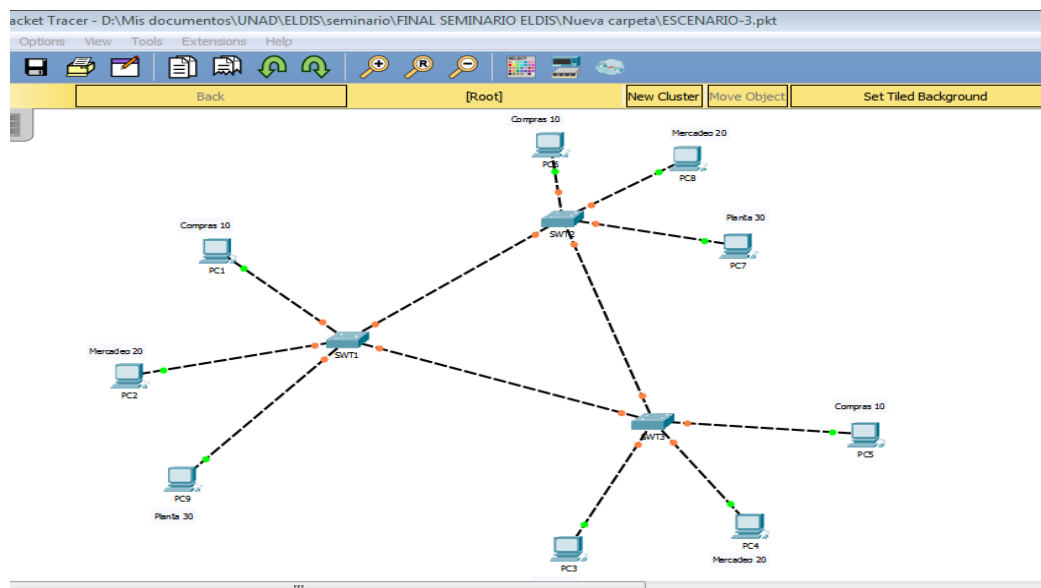 acket Tracer - D:\Mis documentos\UNAD\ELDIS\seminario\FINAL SEMINARIO ELDIS\Nueva carpeta\ESCENARIO-3.pkt
Options View Tools Extensions Help
Back [Root] New Cluster Move Object Set Tiled Background
Compras 10
PC6
Mercadeo 20
PC8
SWT2
Planta 30
PC7
Compras 10
PC1
SWT1
Mercadeo 20
PC2
PC9
Planta 30
SWT3
Compras 10
PC5
PC4
Mercadeo 20
PC3